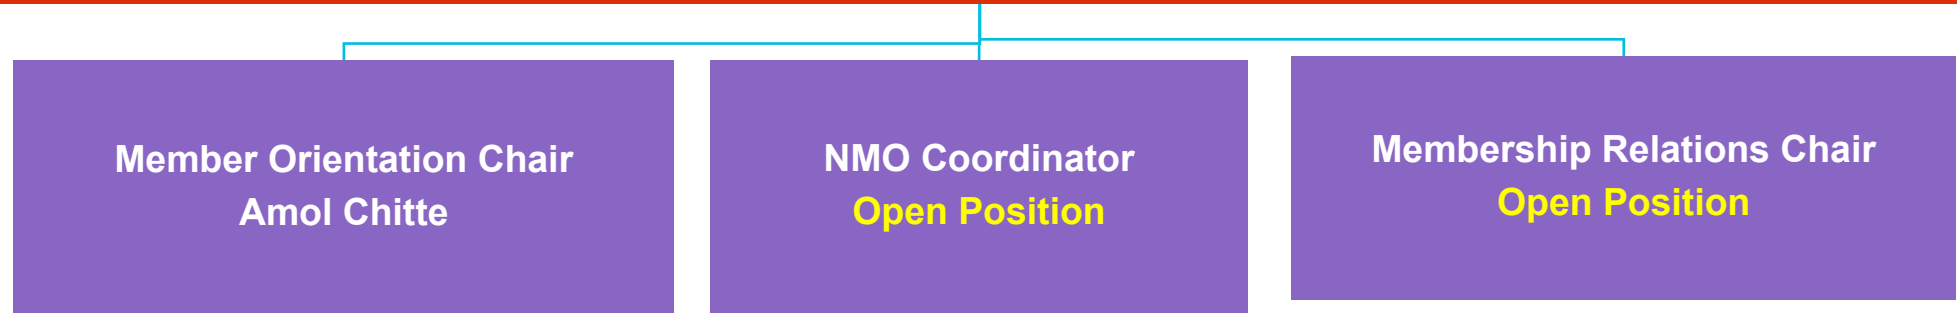 Member Orientation Chair
Amol Chitte
NMO Coordinator
Open Position
Membership Relations Chair
Open Position